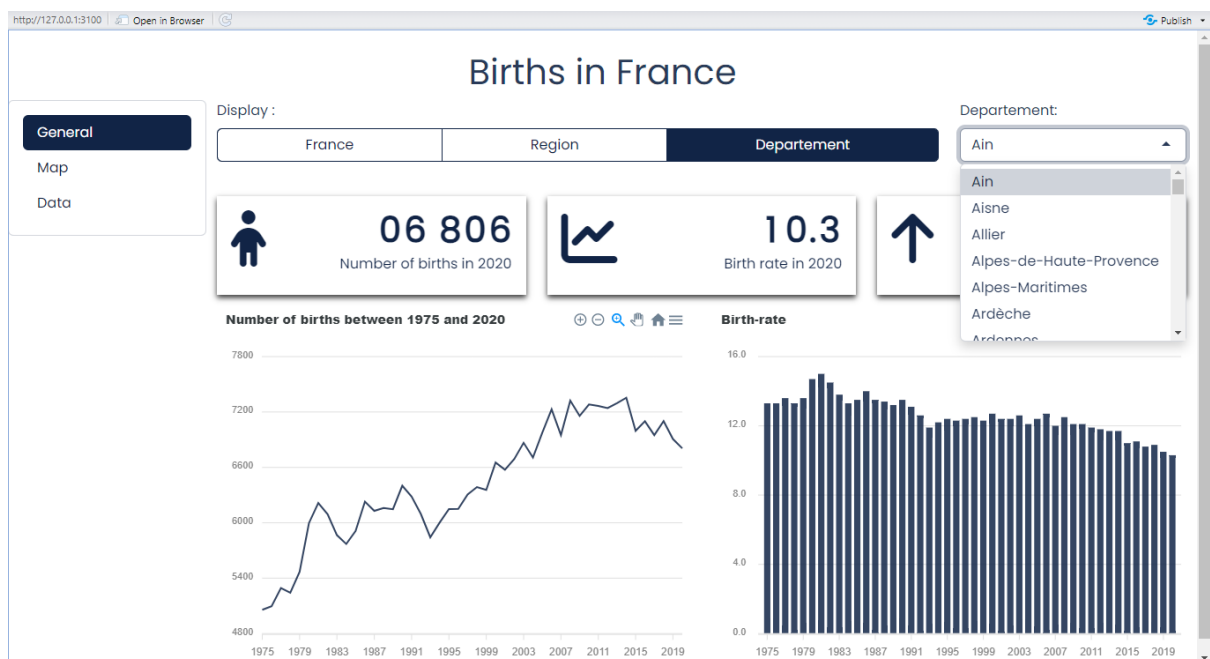 http://127.0.0.1:3100 Open in Browser Publish
Births in France
Display :
Departement:
General
Map
Data
France Region Departement
Ain
Ain
Aisne
Allier
Alpes-de-Haute-Provence
Alpes-Maritimes
Ardèche
Ardennes
06 806
Number of births in 2020
10.3
Birth rate in 2020
Number of births between 1975 and 2020
7800
7200
6600
6000
5400
4800
1975 1979 1983 1987 1991 1995 1999 2003 2007 2011 2015 2019
Birth-rate
16.0
12.0
8.0
4.0
0.0
1975 1979 1983 1987 1991 1995 1999 2003 2007 2011 2015 2019